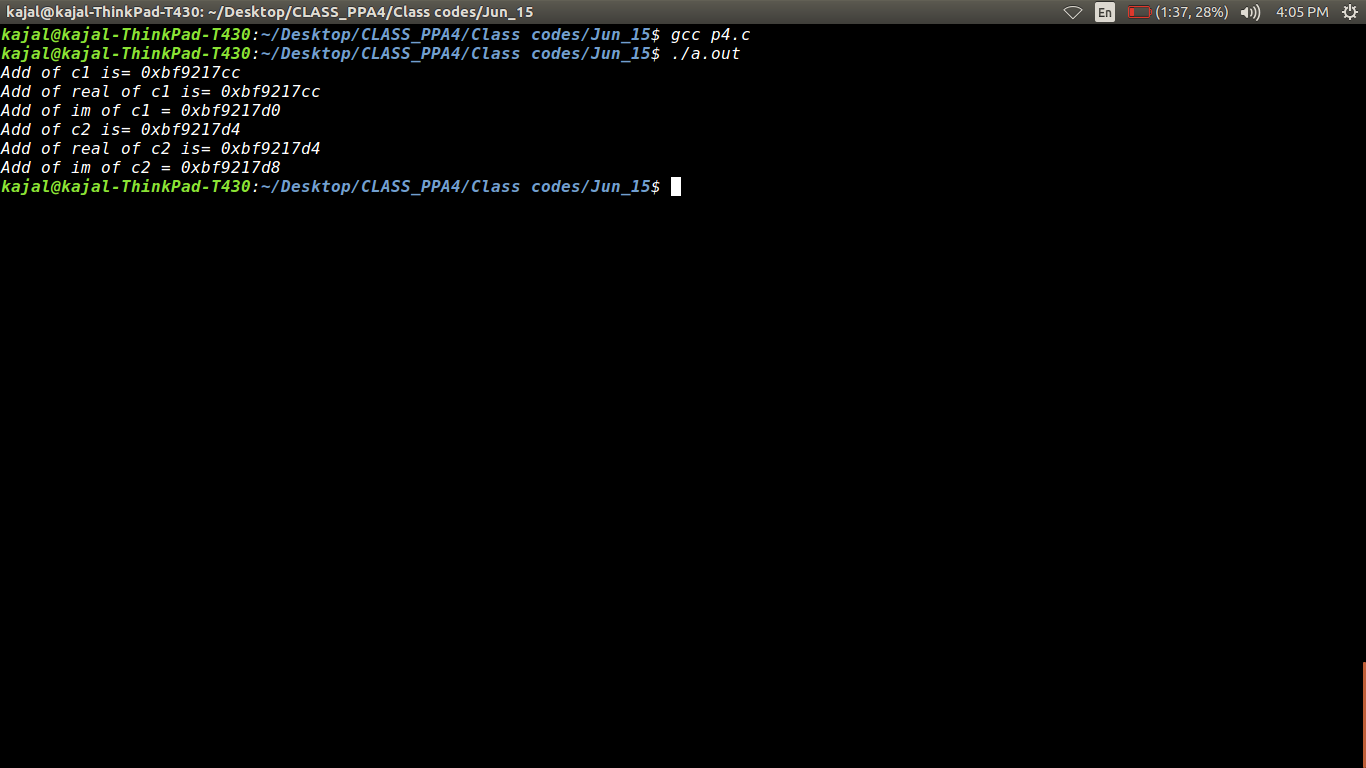 kajal@kajal-ThinkPad-T430: ~/Desktop/CLASS_PPA4/Class codes/Jun_15 En (1:37, 28%) 4:05 PM
kajal@kajal-ThinkPad-T430:~/Desktop/CLASS_PPA4/Class codes/Jun_15$ gcc p4.c
kajal@kajal-ThinkPad-T430:~/Desktop/CLASS_PPA4/Class codes/Jun_15$ ./a.out
Add of c1 is= 0xbf9217cc
Add of real of c1 is= 0xbf9217cc
Add of im of c1 = 0xbf9217d0
Add of c2 is= 0xbf9217d4
Add of real of c2 is= 0xbf9217d4
Add of im of c2 = 0xbf9217d8
kajal@kajal-ThinkPad-T430:~/Desktop/CLASS_PPA4/Class codes/Jun_15$